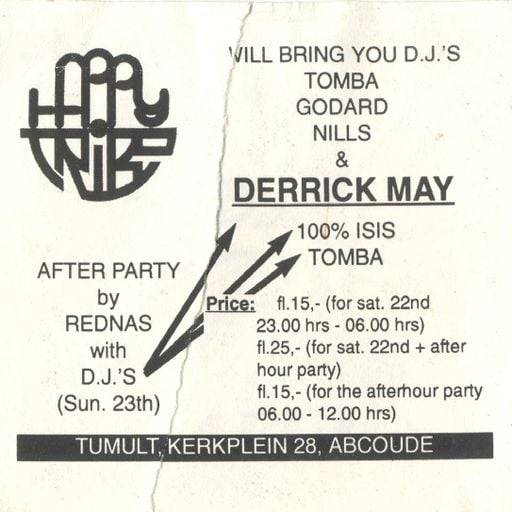 HAPPY
TRIBE
WILL BRING YOU D.J.'S
TOMBA
GODARD
NILLS
&
DERRICK MAY
100% ISIS
TOMBA
AFTER PARTY
by
REDNAS
with
D.J.'S
(Sun. 23th)
Price: fl.15,- (for sat. 22nd
23.00 hrs - 06.00 hrs)
fl.25,- (for sat. 22nd + after
hour party)
fl.15,- (for the afterhour party
06.00 - 12.00 hrs)
TUMULT, KERKPLEIN 28, ABCOUDE